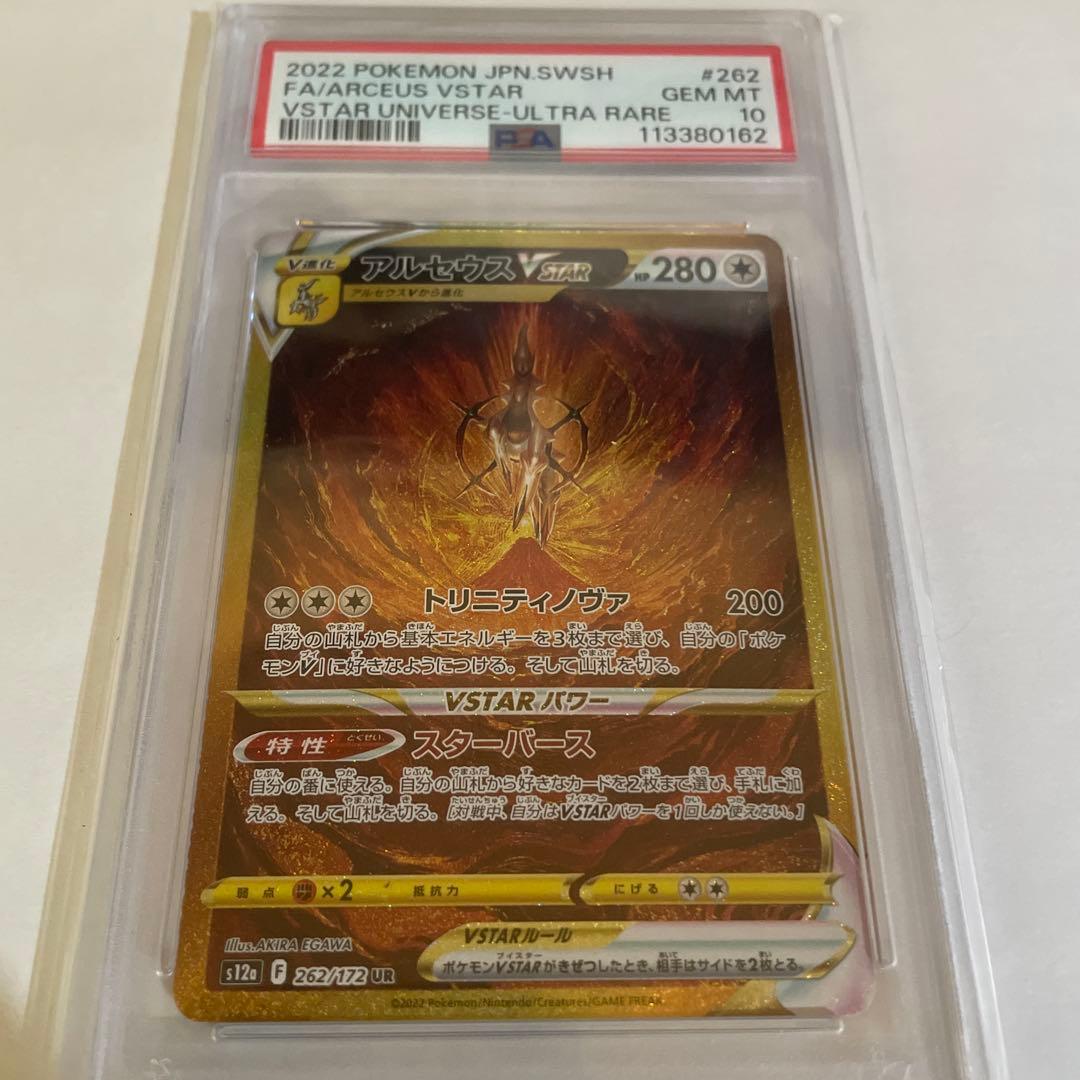 2022 POKEMON JPN.SWSH #262
FA/ARCEUS VSTAR GEM MT
VSTAR UNIVERSE-ULTRA RARE 10
PSA 113380162
V進化 アルセウス VSTAR HP 280
アルセウスVから進化
トリニティノヴァ 200
自分の山札から基本エネルギーを3枚まで選び、自分の「ポケ
モンV」に好きなようにつける。そして山札を切る。
VSTARパワー
特性 とくせい スターバース
自分の番に使える。自分の山札から好きなカードを2枚まで選び、手札に加
える。そして山札を切る。[対戦中、自分はVSTARパワーを1回しか使えない。]
弱点 ×2 抵抗力 にげる
Illus.AKIRA EGAWA
VSTARルール
ポケモンVSTARがきぜつしたとき、相手はサイドを2枚とる。
s12a F 262/172 UR
©2022 Pokémon/Nintendo/Creatures/GAME FREAK